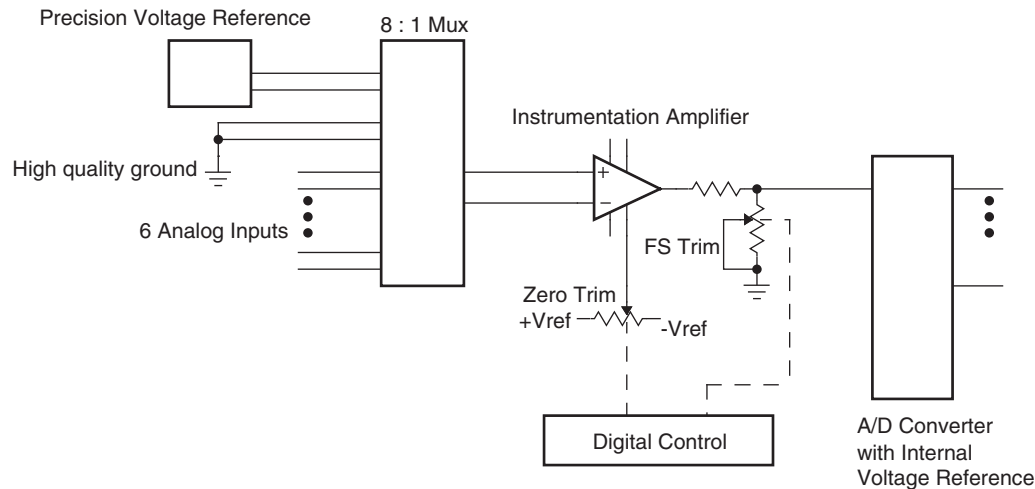 Precision Voltage Reference
8 : 1 Mux
Instrumentation Amplifier
High quality ground
+
−
6 Analog Inputs
FS Trim
Zero Trim
+Vref
-Vref
Digital Control
A/D Converter
with Internal
Voltage Reference